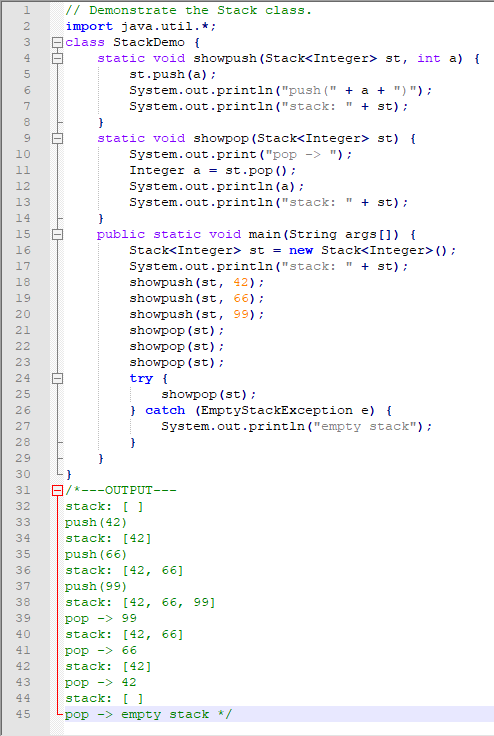 1 // Demonstrate the Stack class.
2 import java.util.*;
3 class StackDemo {
4     static void showpush(Stack<Integer> st, int a) {
5         st.push(a);
6         System.out.println("push(" + a + ")");
7         System.out.println("stack: " + st);
8     }
9     static void showpop(Stack<Integer> st) {
10         System.out.print("pop -> ");
11         Integer a = st.pop();
12         System.out.println(a);
13         System.out.println("stack: " + st);
14     }
15     public static void main(String args[]) {
16         Stack<Integer> st = new Stack<Integer>();
17         System.out.println("stack: " + st);
18         showpush(st, 42);
19         showpush(st, 66);
20         showpush(st, 99);
21         showpop(st);
22         showpop(st);
23         showpop(st);
24         try {
25             showpop(st);
26         } catch (EmptyStackException e) {
27             System.out.println("empty stack");
28         }
29     }
30 }
31 /*---OUTPUT---
32 stack: [ ]
33 push(42)
34 stack: [42]
35 push(66)
36 stack: [42, 66]
37 push(99)
38 stack: [42, 66, 99]
39 pop -> 99
40 stack: [42, 66]
41 pop -> 66
42 stack: [42]
43 pop -> 42
44 stack: [ ]
45 pop -> empty stack */